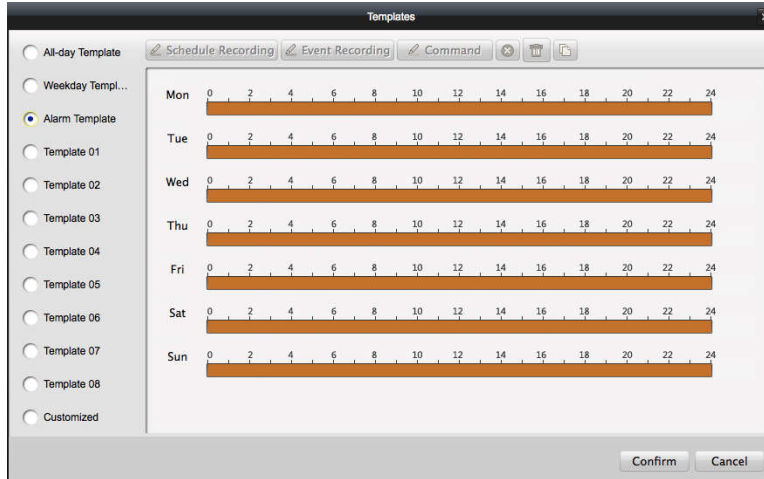 Templates
All-day Template
Weekday Templ...
Alarm Template
Template 01
Template 02
Template 03
Template 04
Template 05
Template 06
Template 07
Template 08
Customized
Schedule Recording Event Recording Command
Mon 0 2 4 6 8 10 12 14 16 18 20 22 24
Tue 0 2 4 6 8 10 12 14 16 18 20 22 24
Wed 0 2 4 6 8 10 12 14 16 18 20 22 24
Thu 0 2 4 6 8 10 12 14 16 18 20 22 24
Fri 0 2 4 6 8 10 12 14 16 18 20 22 24
Sat 0 2 4 6 8 10 12 14 16 18 20 22 24
Sun 0 2 4 6 8 10 12 14 16 18 20 22 24
Confirm Cancel